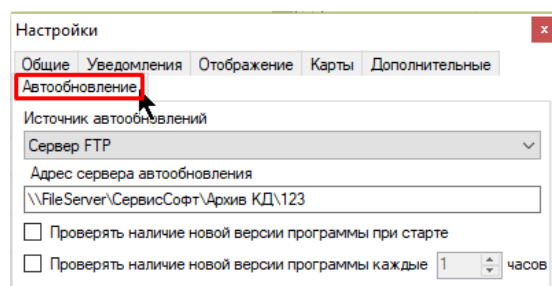 Настройки
x
Общие Уведомления Отображение Карты Дополнительные
Автообновление
Источник автообновлений
Сервер FTP
Адрес сервера автообновления
\\FileServer\СервисСофт\Архив КД\123
Проверять наличие новой версии программы при старте
Проверять наличие новой версии программы каждые 1 часов